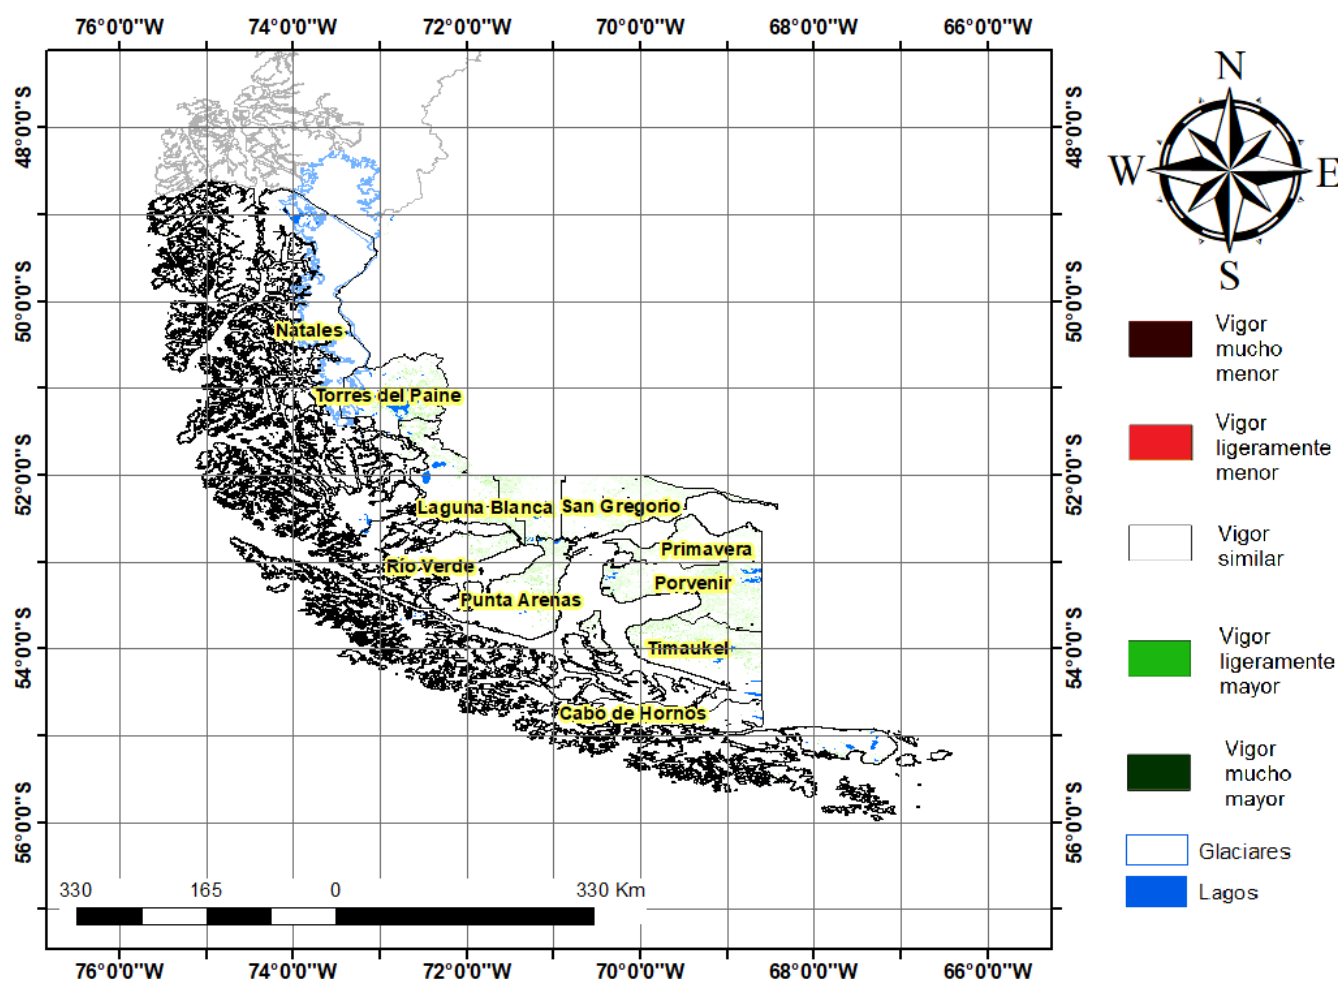 76°0'0"W 74°0'0"W 72°0'0"W 70°0'0"W 68°0'0"W 66°0'0"W
48°0'0"S
50°0'0"S
52°0'0"S
54°0'0"S
56°0'0"S
48°0'0"S
50°0'0"S
52°0'0"S
54°0'0"S
56°0'0"S
Natales
Torres del Paine
Laguna Blanca
San Gregorio
Primavera
Río Verde
Porvenir
Punta Arenas
Timaukel
Cabo de Hornos
330 165 0 330 Km
76°0'0"W 74°0'0"W 72°0'0"W 70°0'0"W 68°0'0"W 66°0'0"W
N
W E
S
Vigor
mucho
menor
Vigor
ligeramente
menor
Vigor
similar
Vigor
ligeramente
mayor
Vigor
mucho
mayor
Glaciares
Lagos